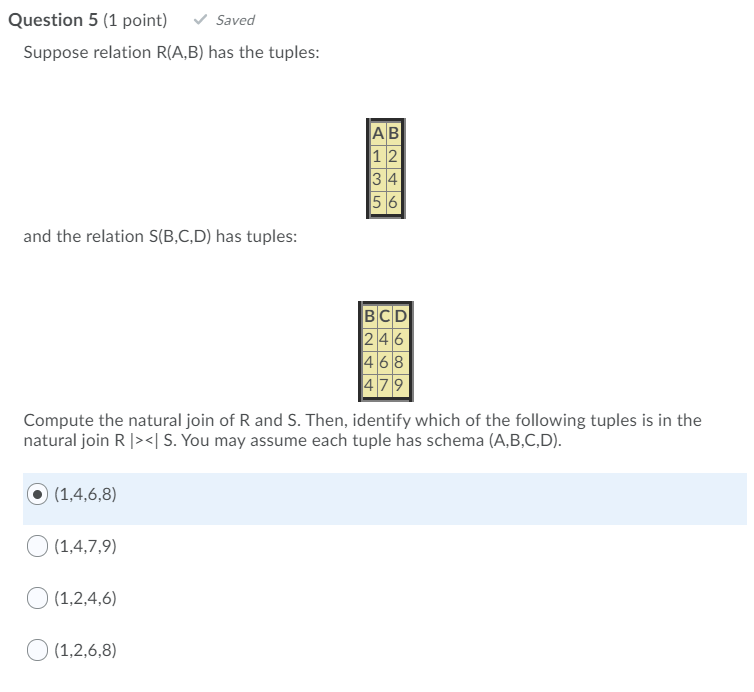 Question 5 (1 point) ✓ Saved
Suppose relation R(A,B) has the tuples:
A B
1 2
3 4
5 6
and the relation S(B,C,D) has tuples:
B C D
2 4 6
4 6 8
4 7 9
Compute the natural join of R and S. Then, identify which of the following tuples is in the
natural join R |><| S. You may assume each tuple has schema (A,B,C,D).
(1,4,6,8)
(1,4,7,9)
(1,2,4,6)
(1,2,6,8)